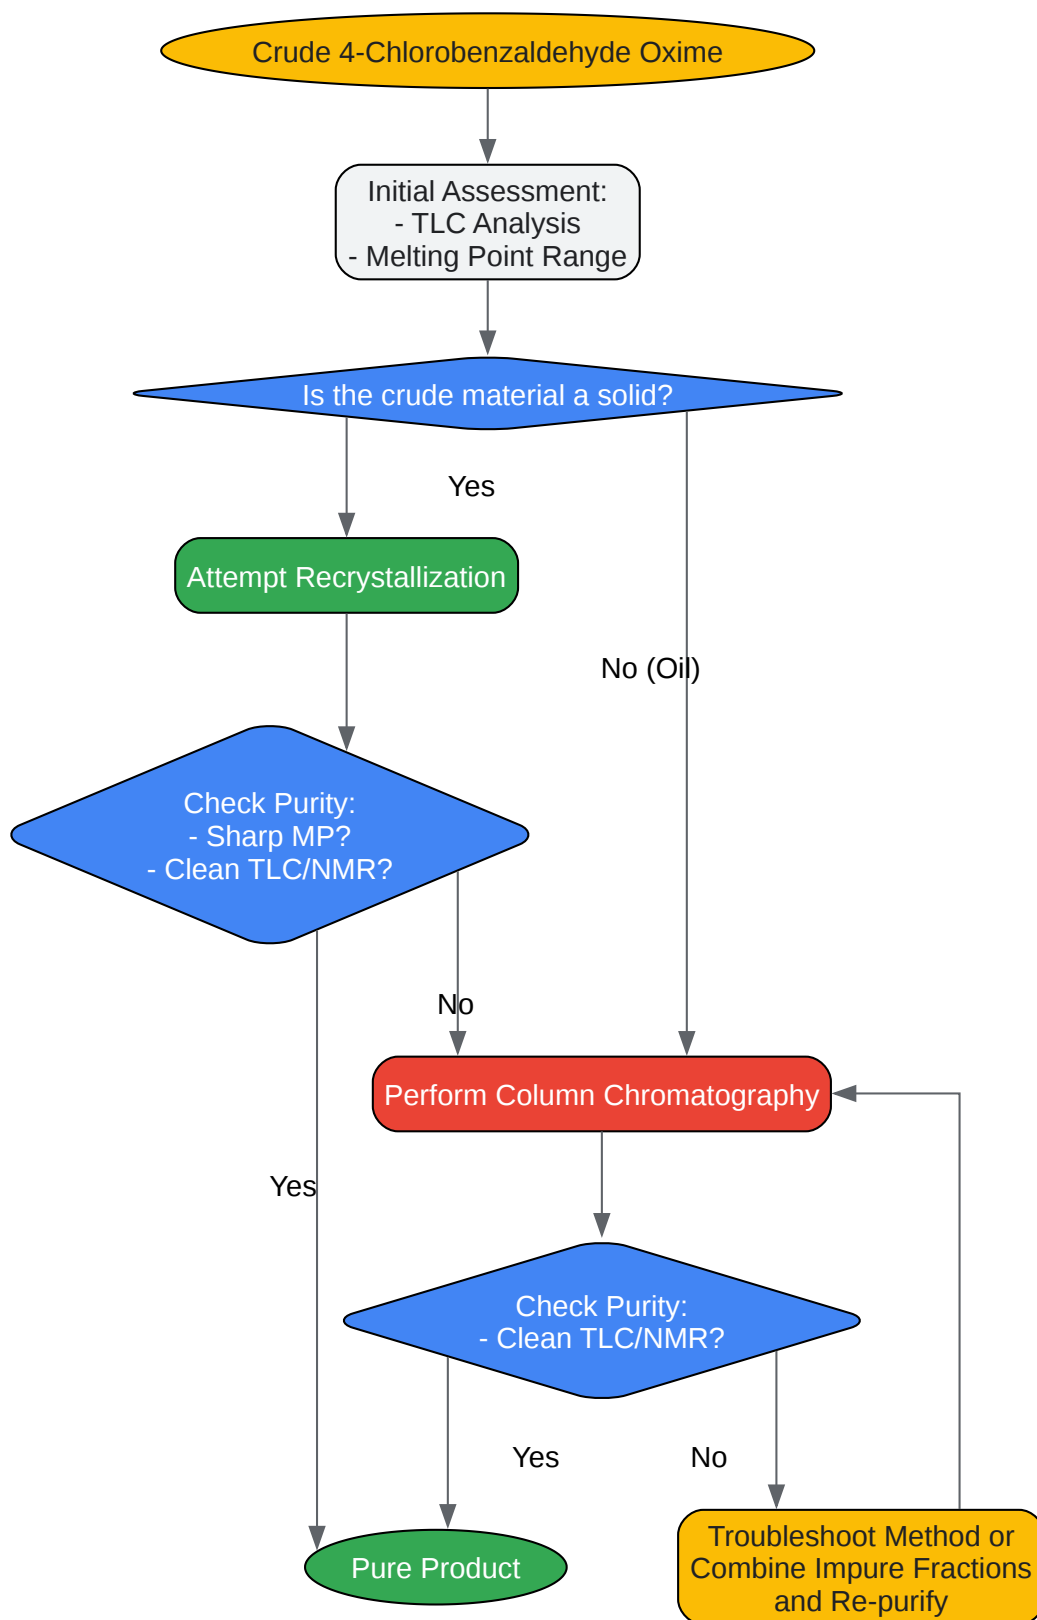 Crude 4-Chlorobenzaldehyde Oxime
Initial Assessment:
- TLC Analysis
- Melting Point Range
Is the crude material a solid?
Yes
Attempt Recrystallization
No (Oil)
Check Purity:
- Sharp MP?
- Clean TLC/NMR?
No
Perform Column Chromatography
Yes
Check Purity:
- Clean TLC/NMR?
Yes
No
Pure Product
Troubleshoot Method or
Combine Impure Fractions
and Re-purify